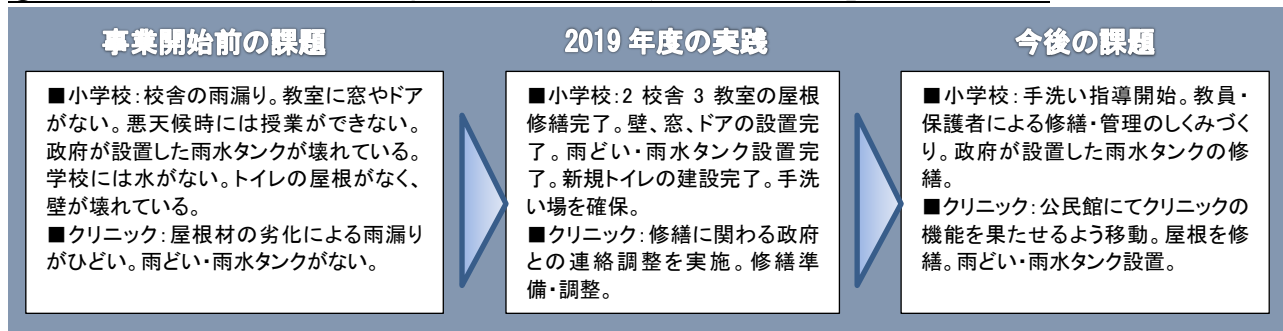 事業開始前の課題
■小学校：校舎の雨漏り。教室に窓やドア
がない。悪天候時には授業ができない。
政府が設置した雨水タンクが壊れている。
学校には水がない。トイレの屋根がなく、
壁が壊れている。
■クリニック：屋根材の劣化による雨漏り
がひどい。雨どい・雨水タンクがない。
2019 年度の実践
■小学校：2 校舎 3 教室の屋根
修繕完了。壁、窓、ドアの設置完
了。雨どい・雨水タンク設置完
了。新規トイレの建設完了。手洗
い場を確保。
■クリニック：修繕に関わる政府
との連絡調整を実施。修繕準
備・調整。
今後の課題
■小学校：手洗い指導開始。教員・
保護者による修繕・管理のしくみづく
り。政府が設置した雨水タンクの修
繕。
■クリニック：公民館にてクリニックの
機能を果たせるよう移動。屋根を修
繕。雨どい・雨水タンク設置。